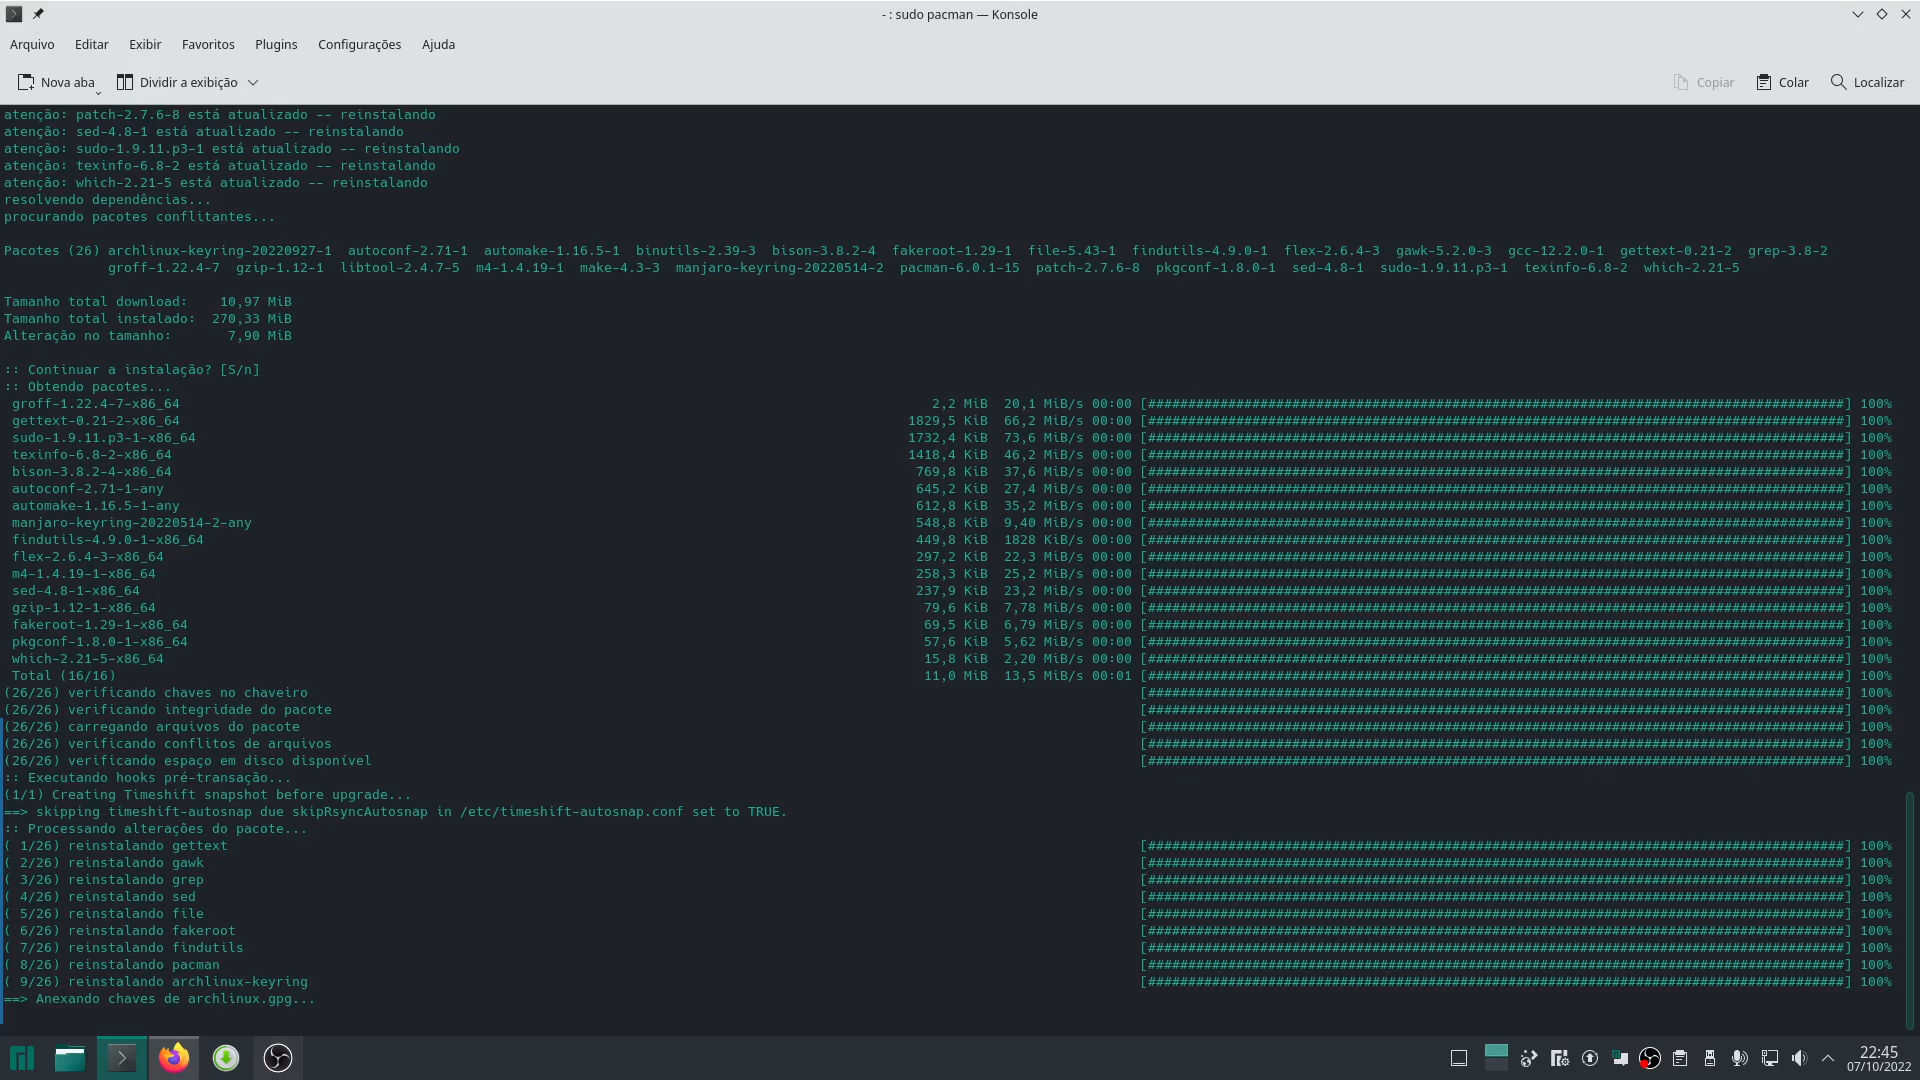 - : sudo pacman — Konsole
Arquivo Editar Exibir Favoritos Plugins Configurações Ajuda
Nova aba Dividir a exibição Copiar Colar Localizar
atenção: patch-2.7.6-8 está atualizado -- reinstalando
atenção: sed-4.8-1 está atualizado -- reinstalando
atenção: sudo-1.9.11.p3-1 está atualizado -- reinstalando
atenção: texinfo-6.8-2 está atualizado -- reinstalando
atenção: which-2.21-5 está atualizado -- reinstalando
resolvendo dependências...
procurando pacotes conflitantes...
Pacotes (26) archlinux-keyring-20220927-1 autoconf-2.71-1 automake-1.16.5-1 binutils-2.39-3 bison-3.8.2-4 fakeroot-1.29-1 file-5.43-1 findutils-4.9.0-1 flex-2.6.4-3 gawk-5.2.0-3 gcc-12.2.0-1 gettext-0.21-2 grep-3.8-2
groff-1.22.4-7 gzip-1.12-1 libtool-2.4.7-5 m4-1.4.19-1 make-4.3-3 manjaro-keyring-20220514-2 pacman-6.0.1-15 patch-2.7.6-8 pkgconf-1.8.0-1 sed-4.8-1 sudo-1.9.11.p3-1 texinfo-6.8-2 which-2.21-5
Tamanho total download: 10,97 MiB
Tamanho total instalado: 270,33 MiB
Alteração no tamanho: 7,90 MiB
:: Continuar a instalação? [S/n]
:: Obtendo pacotes...
groff-1.22.4-7-x86_64 2,2 MiB 20,1 MiB/s 00:00 [#######################################################################################] 100%
gettext-0.21-2-x86_64 1829,5 KiB 66,2 MiB/s 00:00 [#######################################################################################] 100%
sudo-1.9.11.p3-1-x86_64 1732,4 KiB 73,6 MiB/s 00:00 [#######################################################################################] 100%
texinfo-6.8-2-x86_64 1418,4 KiB 46,2 MiB/s 00:00 [#######################################################################################] 100%
bison-3.8.2-4-x86_64 769,8 KiB 37,6 MiB/s 00:00 [#######################################################################################] 100%
autoconf-2.71-1-any 645,2 KiB 27,4 MiB/s 00:00 [#######################################################################################] 100%
automake-1.16.5-1-any 612,8 KiB 35,2 MiB/s 00:00 [#######################################################################################] 100%
manjaro-keyring-20220514-2-any 548,8 KiB 9,40 MiB/s 00:00 [#######################################################################################] 100%
findutils-4.9.0-1-x86_64 449,8 KiB 1828 MiB/s 00:00 [#######################################################################################] 100%
flex-2.6.4-3-x86_64 297,2 KiB 22,3 MiB/s 00:00 [#######################################################################################] 100%
m4-1.4.19-1-x86_64 258,3 KiB 25,2 MiB/s 00:00 [#######################################################################################] 100%
sed-4.8-1-x86_64 237,9 KiB 23,2 MiB/s 00:00 [#######################################################################################] 100%
gzip-1.12-1-x86_64 79,6 KiB 7,78 MiB/s 00:00 [#######################################################################################] 100%
fakeroot-1.29-1-x86_64 69,5 KiB 6,79 MiB/s 00:00 [#######################################################################################] 100%
pkgconf-1.8.0-1-x86_64 57,6 KiB 5,62 MiB/s 00:00 [#######################################################################################] 100%
which-2.21-5-x86_64 15,8 KiB 2,20 MiB/s 00:00 [#######################################################################################] 100%
Total (16/16) 11,0 MiB 13,5 MiB/s 00:01 [#######################################################################################] 100%
(26/26) verificando chaves no chaveiro [#######################################################################################] 100%
(26/26) verificando integridade do pacote [#######################################################################################] 100%
(26/26) carregando arquivos do pacote [#######################################################################################] 100%
(26/26) verificando conflitos de arquivos [#######################################################################################] 100%
(26/26) verificando espaço em disco disponível [#######################################################################################] 100%
:: Executando hooks pré-transação...
(1/1) Creating Timeshift snapshot before upgrade...
==> skipping timeshift-autosnap due skipRsyncAutosnap in /etc/timeshift-autosnap.conf set to TRUE.
:: Processando alterações do pacote...
( 1/26) reinstalando gettext [#######################################################################################] 100%
( 2/26) reinstalando gawk [#######################################################################################] 100%
( 3/26) reinstalando grep [#######################################################################################] 100%
( 4/26) reinstalando sed [#######################################################################################] 100%
( 5/26) reinstalando file [#######################################################################################] 100%
( 6/26) reinstalando fakeroot [#######################################################################################] 100%
( 7/26) reinstalando findutils [#######################################################################################] 100%
( 8/26) reinstalando pacman [#######################################################################################] 100%
( 9/26) reinstalando archlinux-keyring [#######################################################################################] 100%
==> Anexando chaves de archlinux.gpg...
22:45
07/10/2022